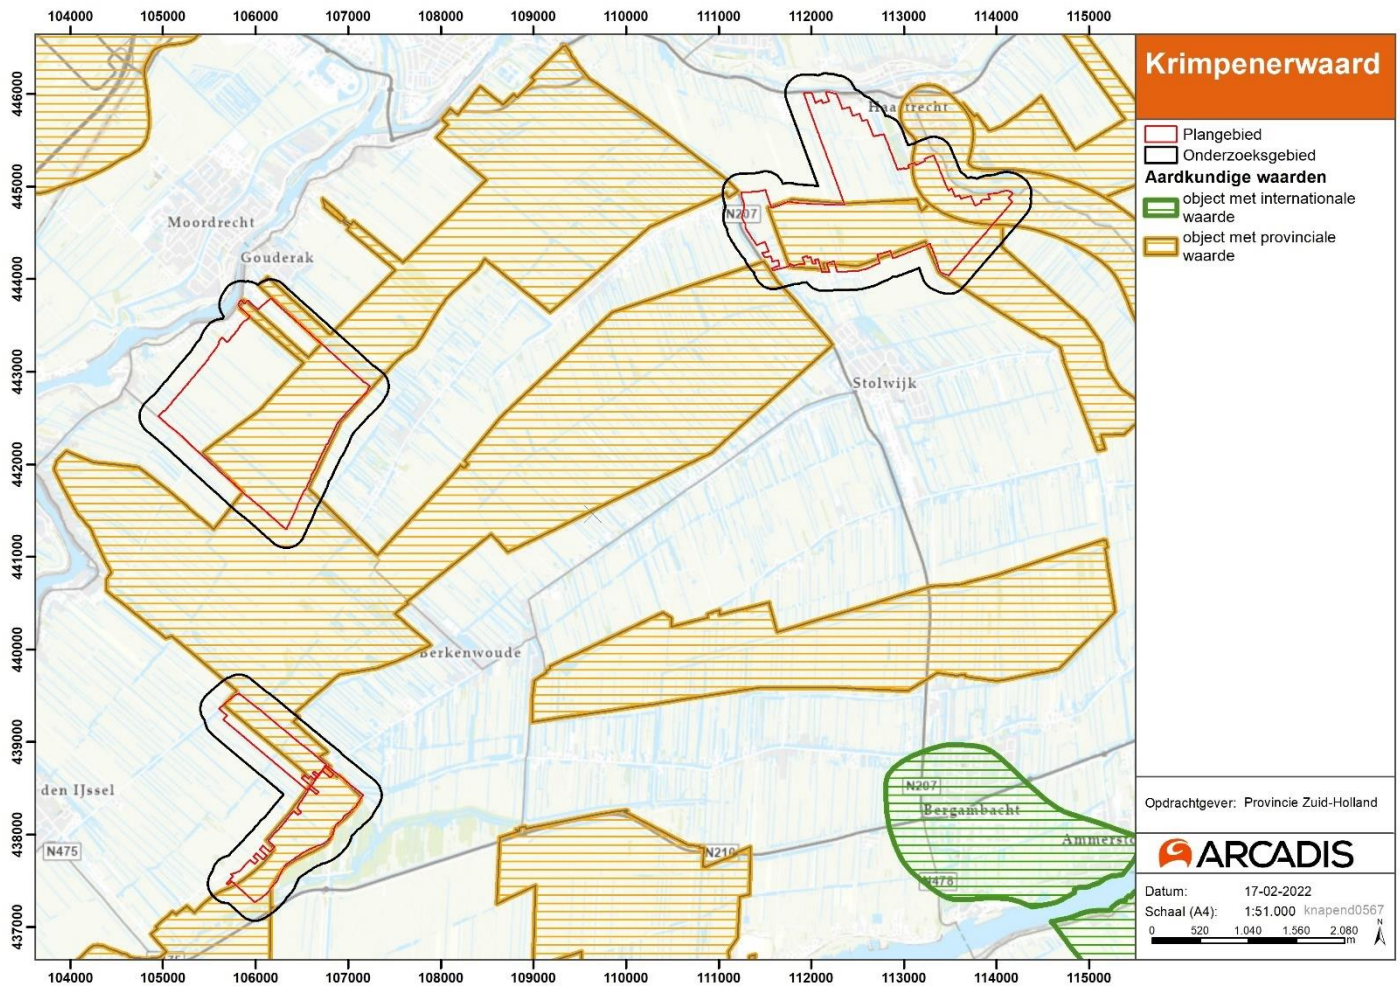 104000 105000 106000 107000 108000 109000 110000 111000 112000 113000 114000 115000
446000
445000
444000
443000
442000
441000
440000
439000
438000
437000
Haastrecht
Moordrecht
Gouderak
N207
Stolwijk
Berkenwoude
den IJssel
N475
N207
Bergambacht
Ammersto
N210
N478
104000 105000 106000 107000 108000 109000 110000 111000 112000 113000 114000 115000
Krimpenerwaard
Plangebied
Onderzoeksgebied
Aardkundige waarden
object met internationale
waarde
object met provinciale
waarde
Opdrachtgever: Provincie Zuid-Holland
ARCADIS
Datum: 17-02-2022
Schaal (A4): 1:51.000 knapend0567
N
0 520 1.040 1.560 2.080
m